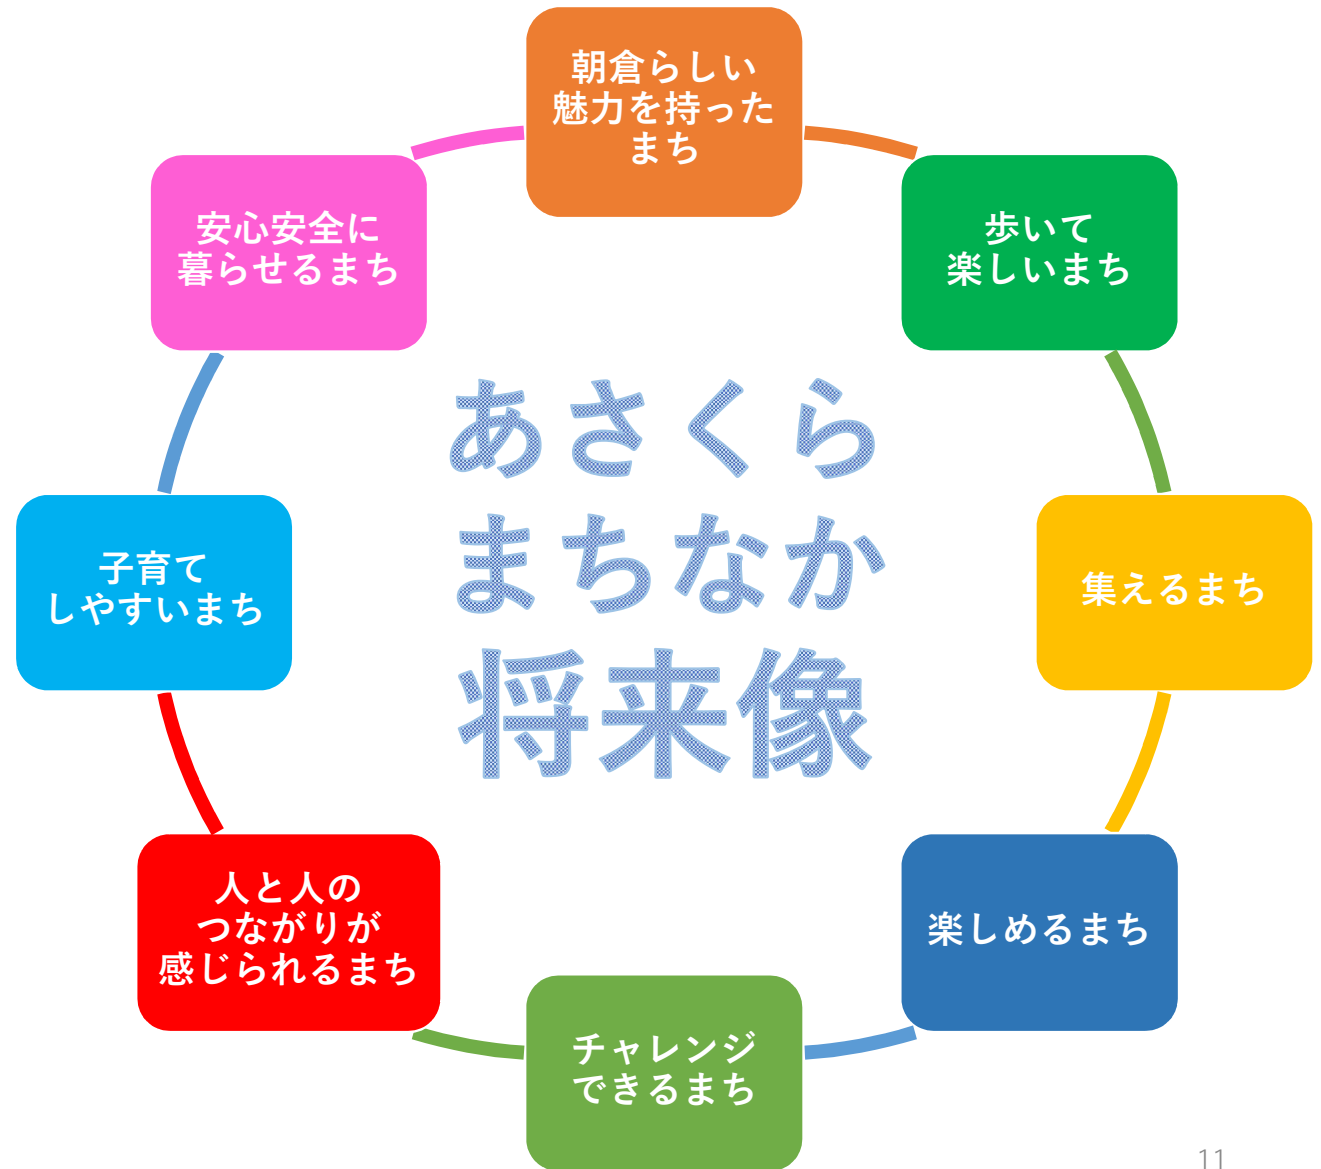 朝倉らしい
魅力を持った
まち
歩いて
楽しいまち
集えるまち
楽しめるまち
チャレンジ
できるまち
人と人の
つながりが
感じられるまち
子育て
しやすいまち
安心安全に
暮らせるまち
あさくら
まちなか
将来像
11